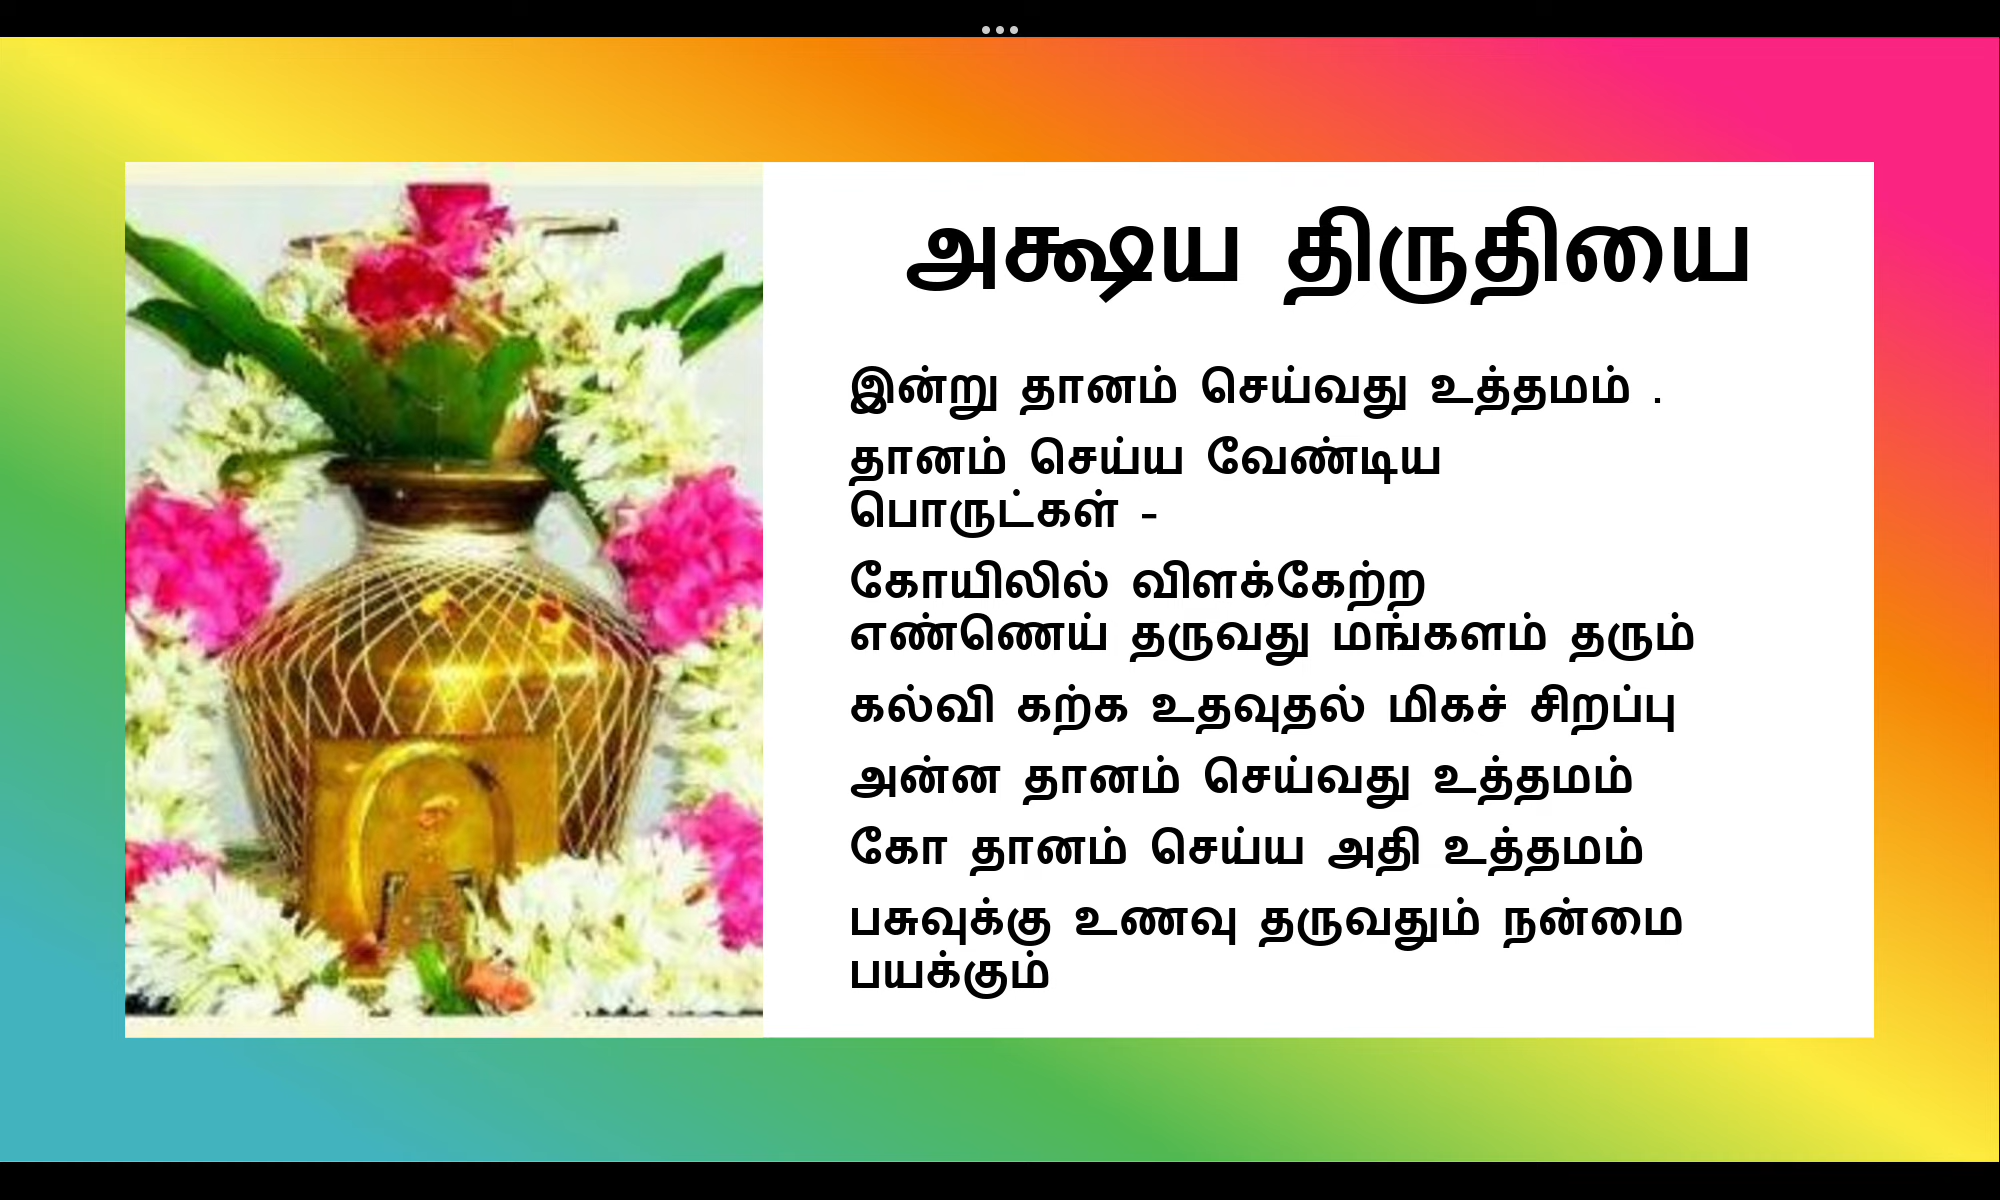 அக்ஷய திருதியை
இன்று தானம் செய்வது உத்தமம் .
தானம் செய்ய வேண்டிய
பொருட்கள் -
கோயிலில் விளக்கேற்ற
எண்ணெய் தருவது மங்களம் தரும்
கல்வி கற்க உதவுதல் மிகச் சிறப்பு
அன்ன தானம் செய்வது உத்தமம்
கோ தானம் செய்ய அதி உத்தமம்
பசுவுக்கு உணவு தருவதும் நன்மை
பயக்கும்